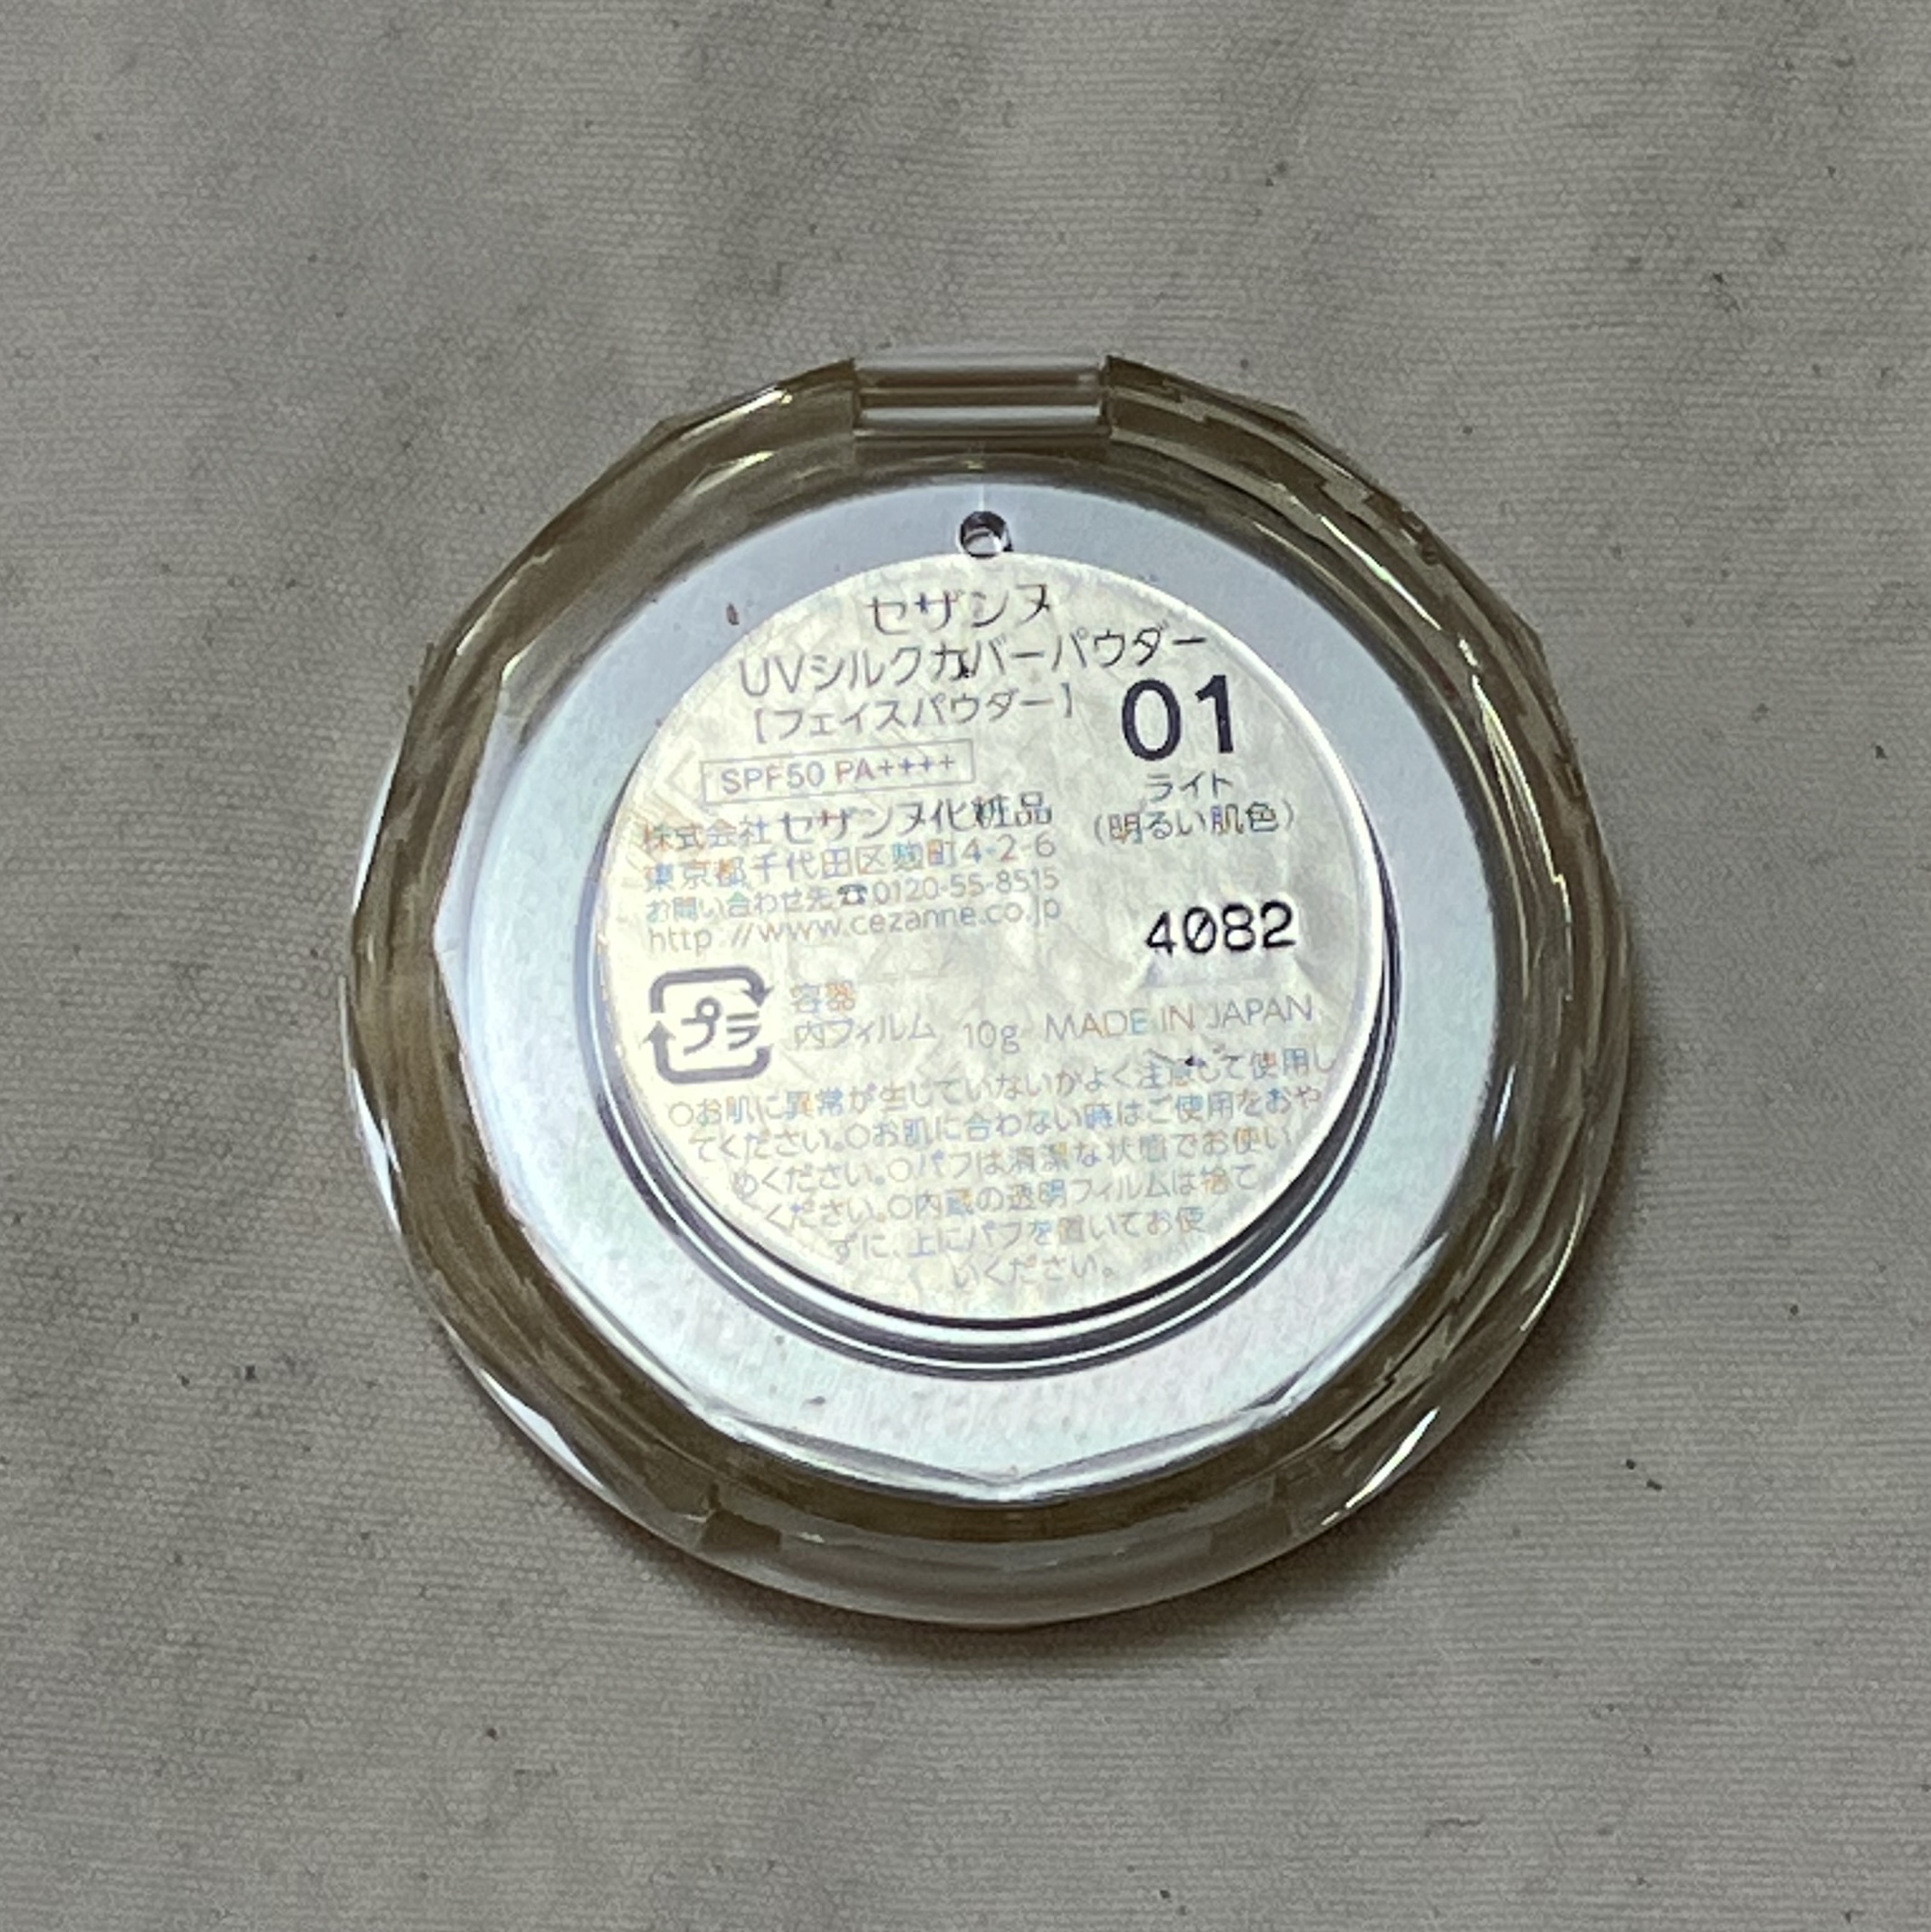 セザンヌ
UVシルクカバーパウダー
【フェイスパウダー】
01
SPF50 PA++++
ライト
（明るい肌色）
株式会社セザンヌ化粧品
東京都千代田区麹町4-2-6
お問い合わせ先☎0120-55-8515
http://www.cezanne.co.jp
4082
プラ
容器
内フィルム 10g MADE IN JAPAN
○お肌に異常が生じていないかよく注意して使用し
てください。○お肌に合わない時はご使用をおや
めください。○パフは清潔な状態でお使い
ください。○内蔵の透明フィルムは捨て
ずに、上にパフを置いてお使
いください。